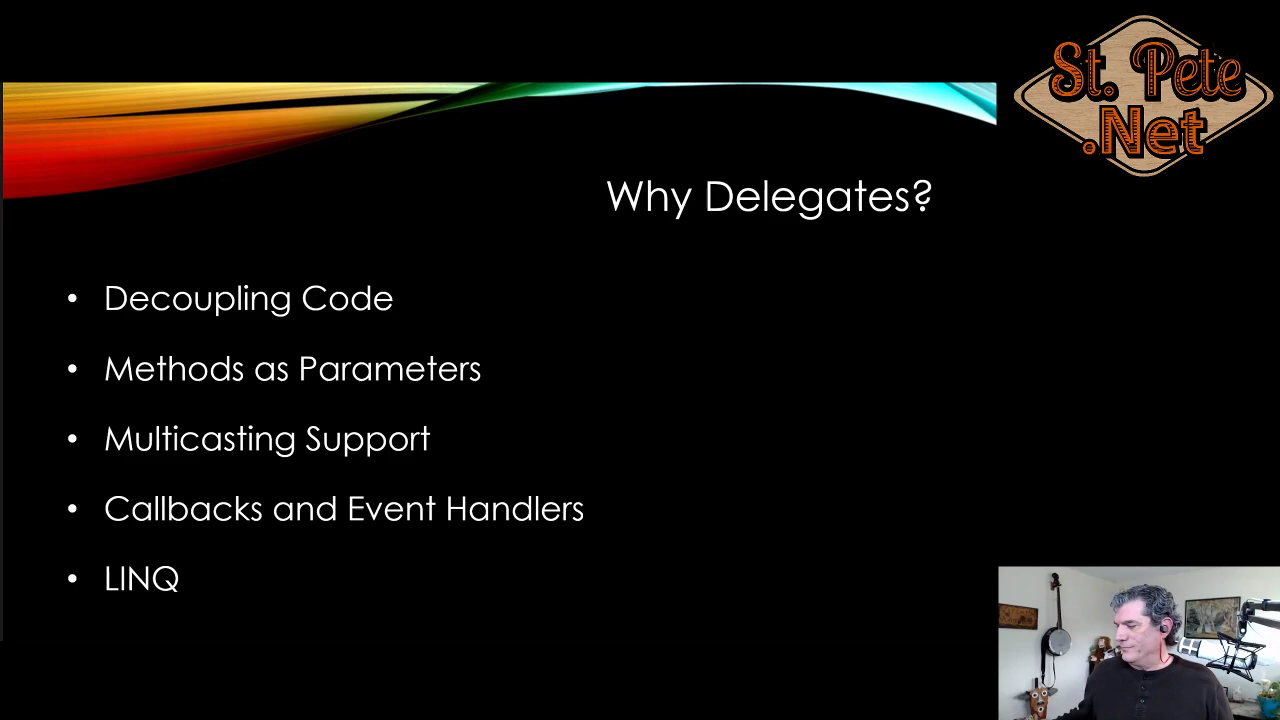 St. Pete
.Net
Why Delegates?
• Decoupling Code
• Methods as Parameters
• Multicasting Support
• Callbacks and Event Handlers
• LINQ